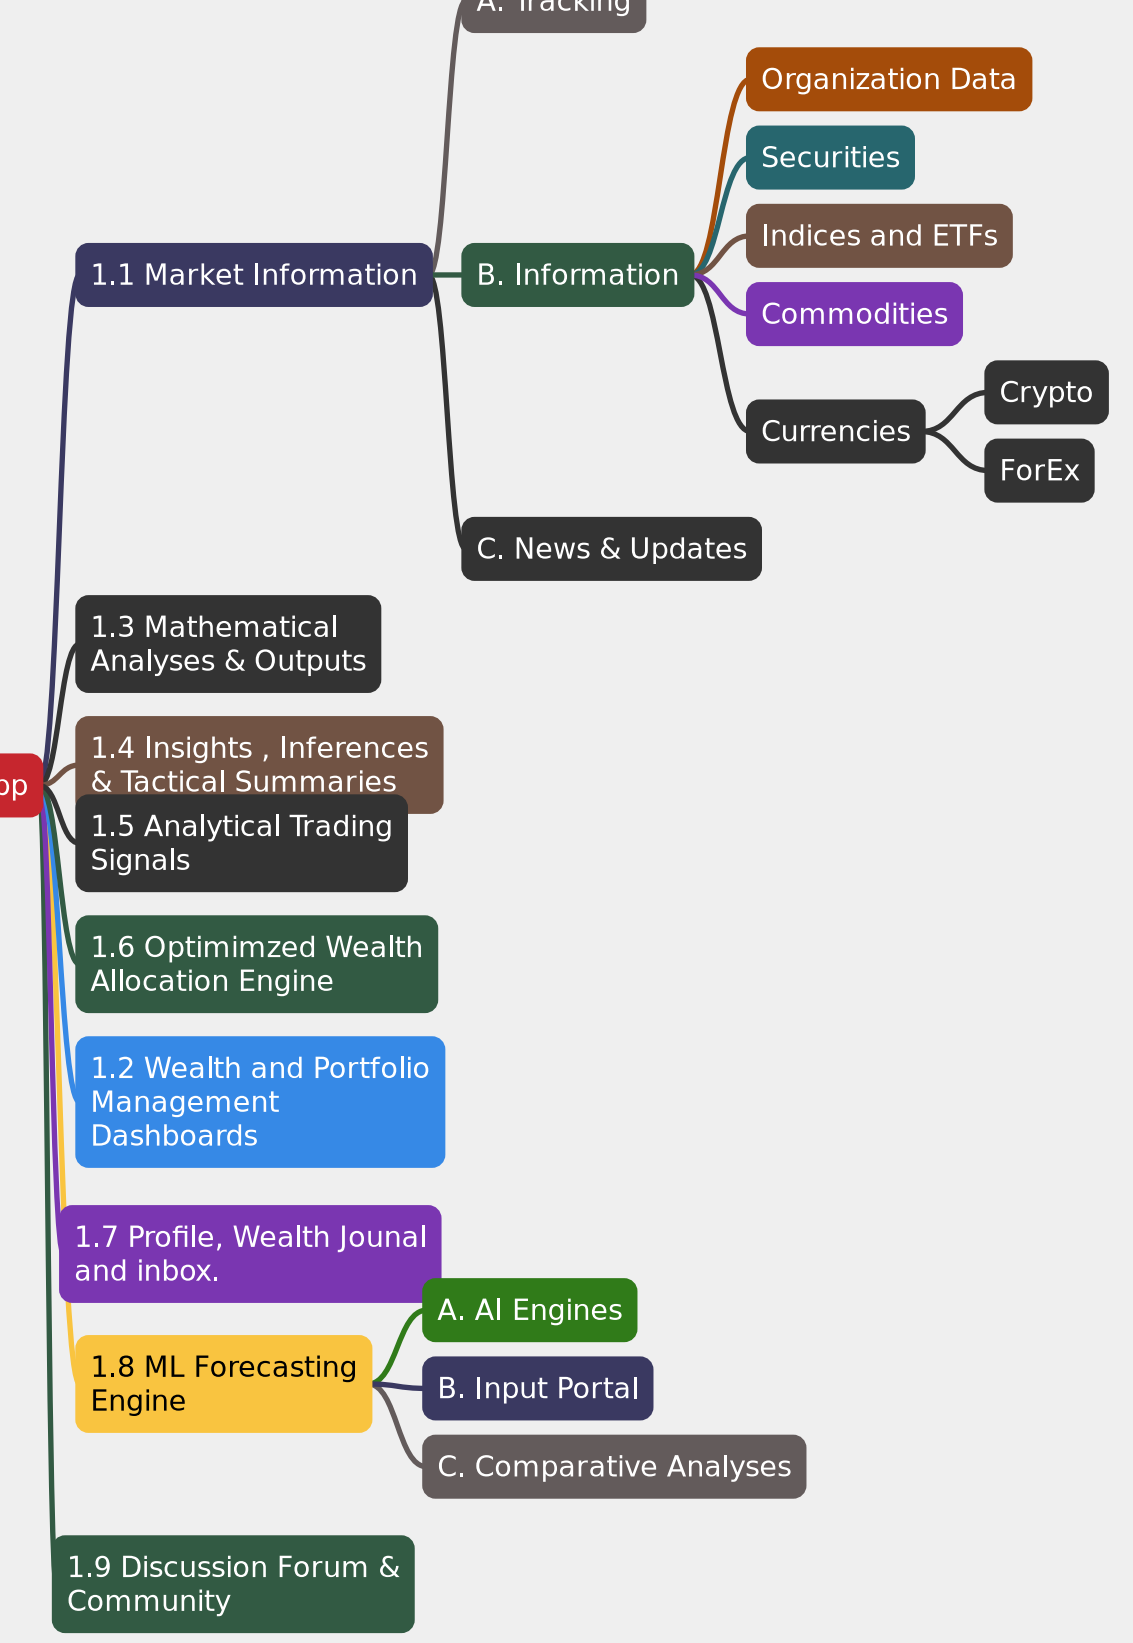 A. Tracking
Organization Data
Securities
Indices and ETFs
1.1 Market Information
B. Information
Commodities
Crypto
Currencies
ForEx
C. News & Updates
1.3 Mathematical
Analyses & Outputs
1.4 Insights , Inferences
& Tactical Summaries
op
1.5 Analytical Trading
Signals
1.6 Optimimzed Wealth
Allocation Engine
1.2 Wealth and Portfolio
Management
Dashboards
1.7 Profile, Wealth Jounal
and inbox.
A. Al Engines
1.8 ML Forecasting
Engine
B. Input Portal
C. Comparative Analyses
1.9 Discussion Forum &
Community